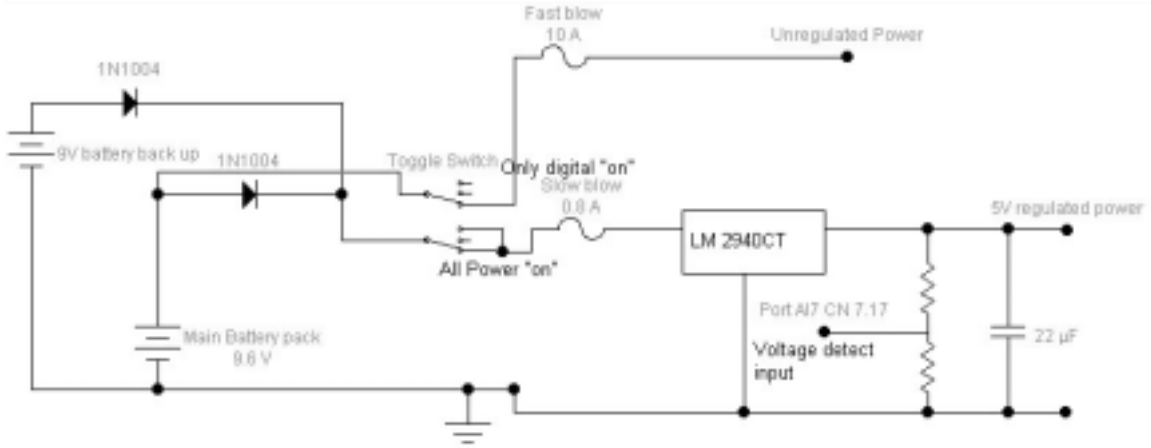 Fast blow
10 A
Unregulated Power
1N1004
9V battery back up
1N1004
Toggle Switch
Only digital "on"
Slow blow
0.8 A
5V regulated power
LM 2940CT
All Power "on"
Port AI7 CN 7.17
Voltage detect
input
22 µF
Main Battery pack
9.6 V